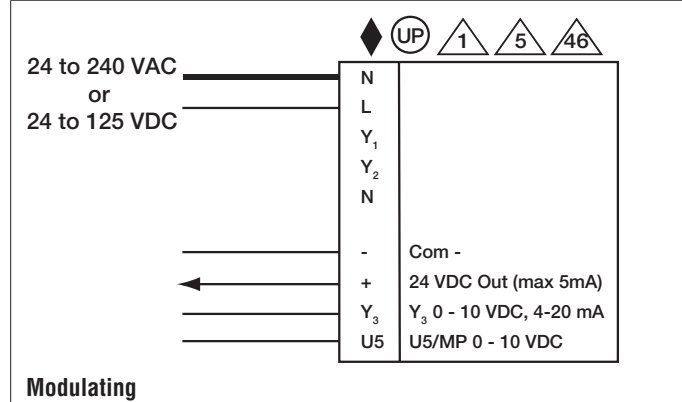 UP 1 5 46
24 to 240 VAC
or
24 to 125 VDC
N
L
Y₁
Y₂
N
- Com -
+ 24 VDC Out (max 5mA)
Y₃ Y₃ 0 - 10 VDC, 4-20 mA
U5 U5/MP 0 - 10 VDC
Modulating